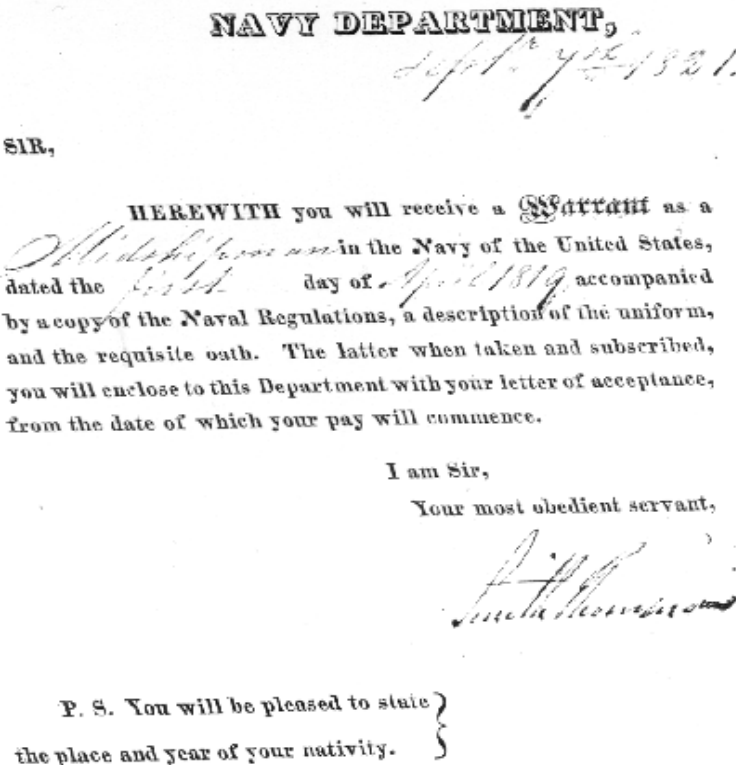 NAVY DEPARTMENT,
Septr. 7th 1821.
SIR,
HEREWITH you will receive a Warrant as a
Midshipman in the Navy of the United States,
dated the first day of April 1819, accompanied
by a copy of the Naval Regulations, a description of the uniform,
and the requisite oath. The latter when taken and subscribed,
you will enclose to this Department with your letter of acceptance,
from the date of which your pay will commence.
I am Sir,
Your most obedient servant,
Smith Thompson
P. S. You will be pleased to state
the place and year of your nativity.